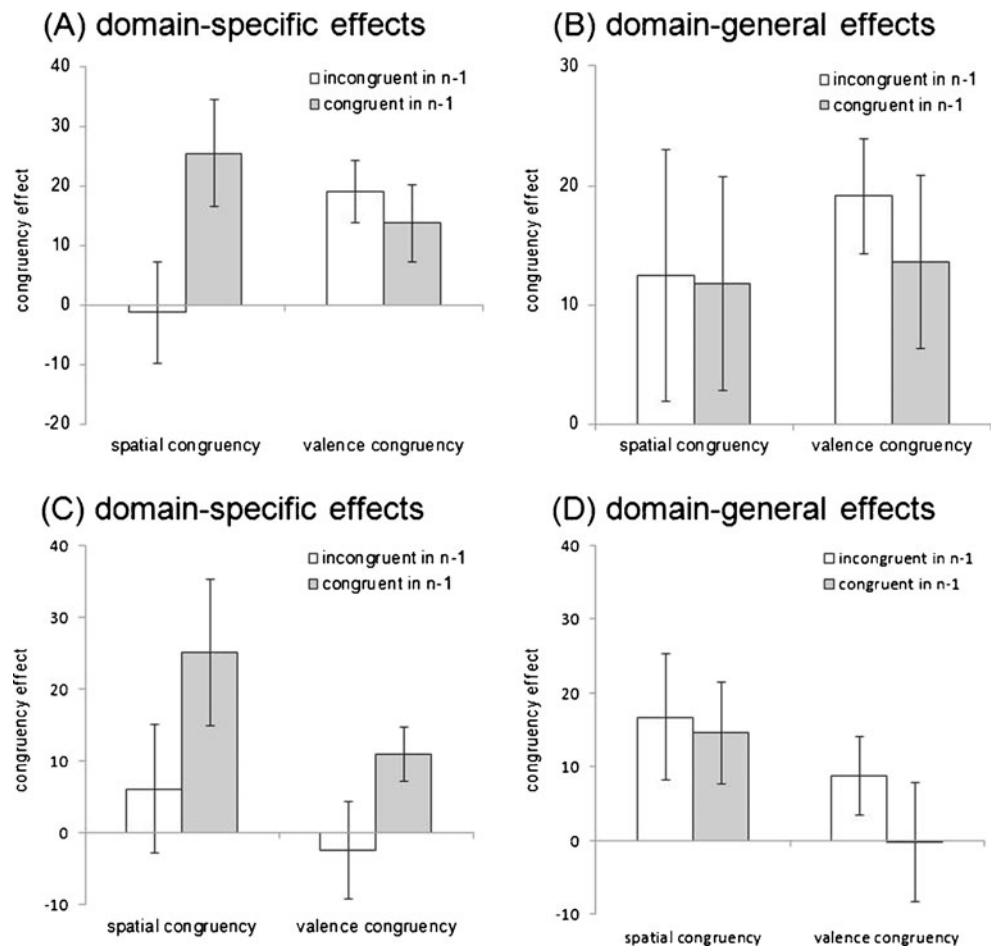 (A) domain-specific effects
40
30
20
10
0
-10
-20
congruency effect
incongruent in n-1
congruent in n-1
spatial congruency
valence congruency
(B) domain-general effects
30
20
10
0
congruency effect
incongruent in n-1
congruent in n-1
spatial congruency
valence congruency
(C) domain-specific effects
40
30
20
10
0
-10
congruency effect
incongruent in n-1
congruent in n-1
spatial congruency
valence congruency
(D) domain-general effects
40
30
20
10
0
-10
congruency effect
incongruent in n-1
congruent in n-1
spatial congruency
valence congruency